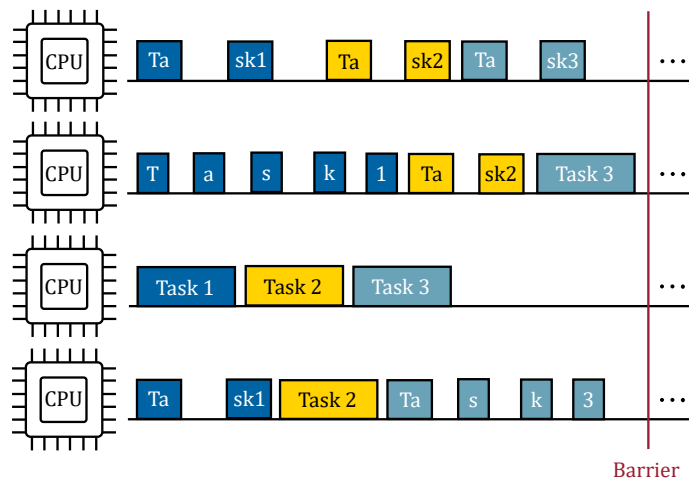 CPU Ta sk1 Ta sk2 Ta sk3 ...
CPU T a s k 1 Ta sk2 Task 3 ...
CPU Task 1 Task 2 Task 3 ...
CPU Ta sk1 Task 2 Ta s k 3 ...
Barrier